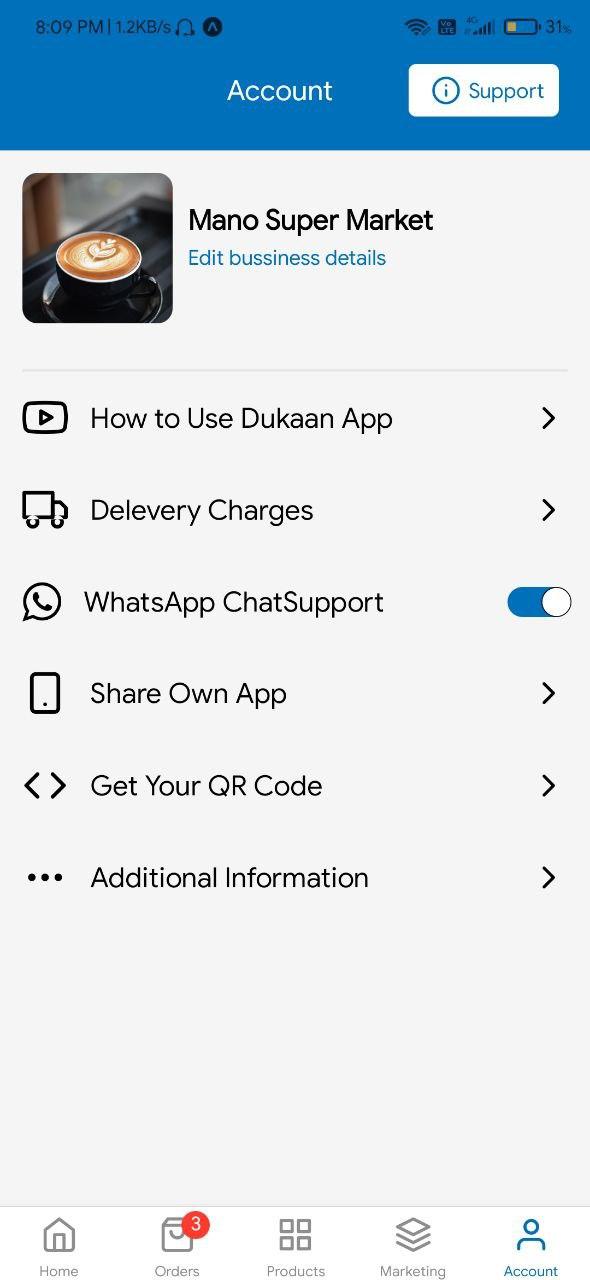 8:09 PM | 1.2KB/s
Vo
LTE
4G
31%
Account
Support
Mano Super Market
Edit bussiness details
How to Use Dukaan App
Delevery Charges
WhatsApp ChatSupport
Share Own App
Get Your QR Code
Additional Information
3
Home
Orders
Products
Marketing
Account